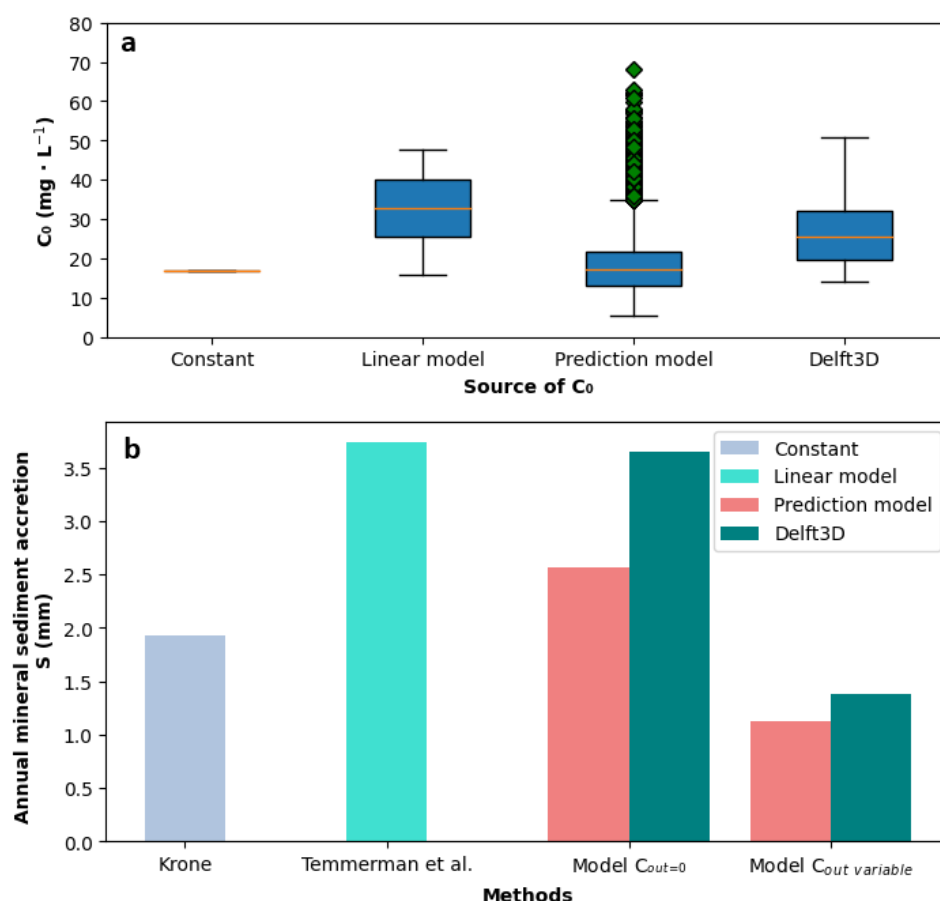 a
80
70
60
50
40
30
20
10
0
C₀ (mg · L⁻¹)
Constant
Linear model
Prediction model
Delft3D
Source of C₀
b
3.5
3.0
2.5
2.0
1.5
1.0
0.5
0.0
Annual mineral sediment accretion
S (mm)
Constant
Linear model
Prediction model
Delft3D
Krone
Temmerman et al.
Model C_out=0
Model C_out variable
Methods